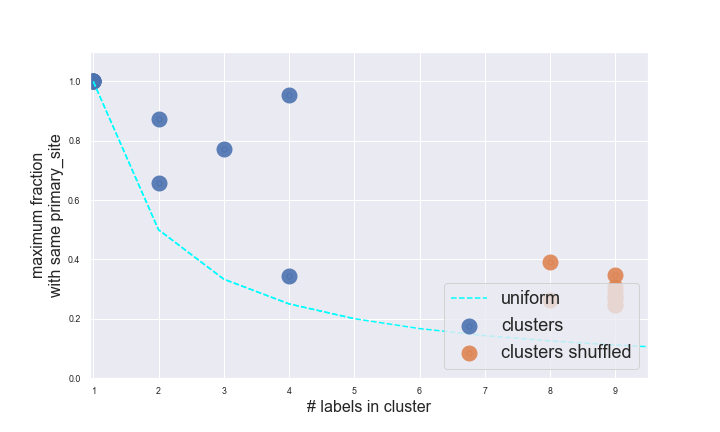 maximum fraction
with same primary_site
1.0
0.8
0.6
0.4
0.2
0.0
1 2 3 4 5 6 7 8 9
# labels in cluster
uniform
clusters
clusters shuffled